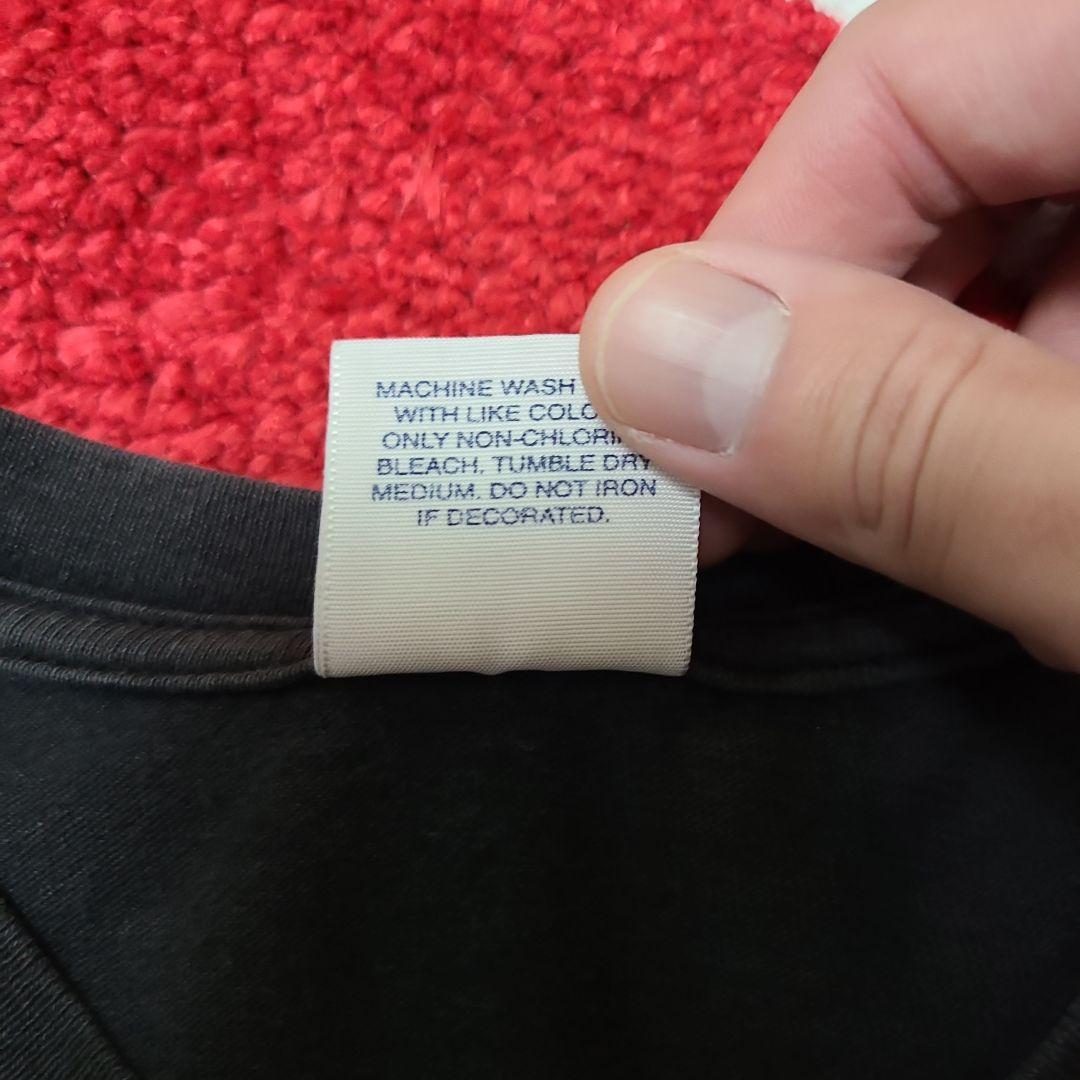 MACHINE WASH
WITH LIKE COLO
ONLY NON-CHLORI
BLEACH. TUMBLE DRY
MEDIUM. DO NOT IRON
IF DECORATED.